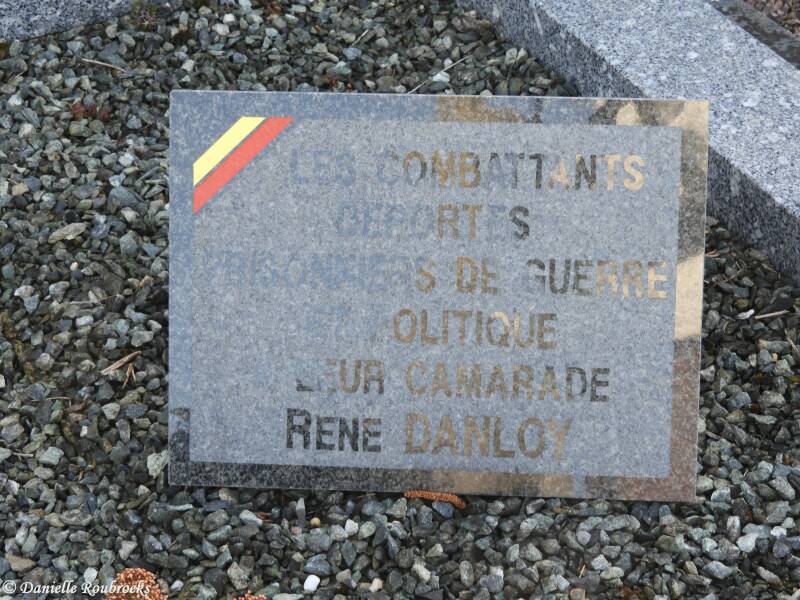 LES COMBATTANTS
DEPORTES
PRISONNIERS DE GUERRE
ET POLITIQUE
LEUR CAMARADE
RENE DANLOY
© Danielle Roubroeks